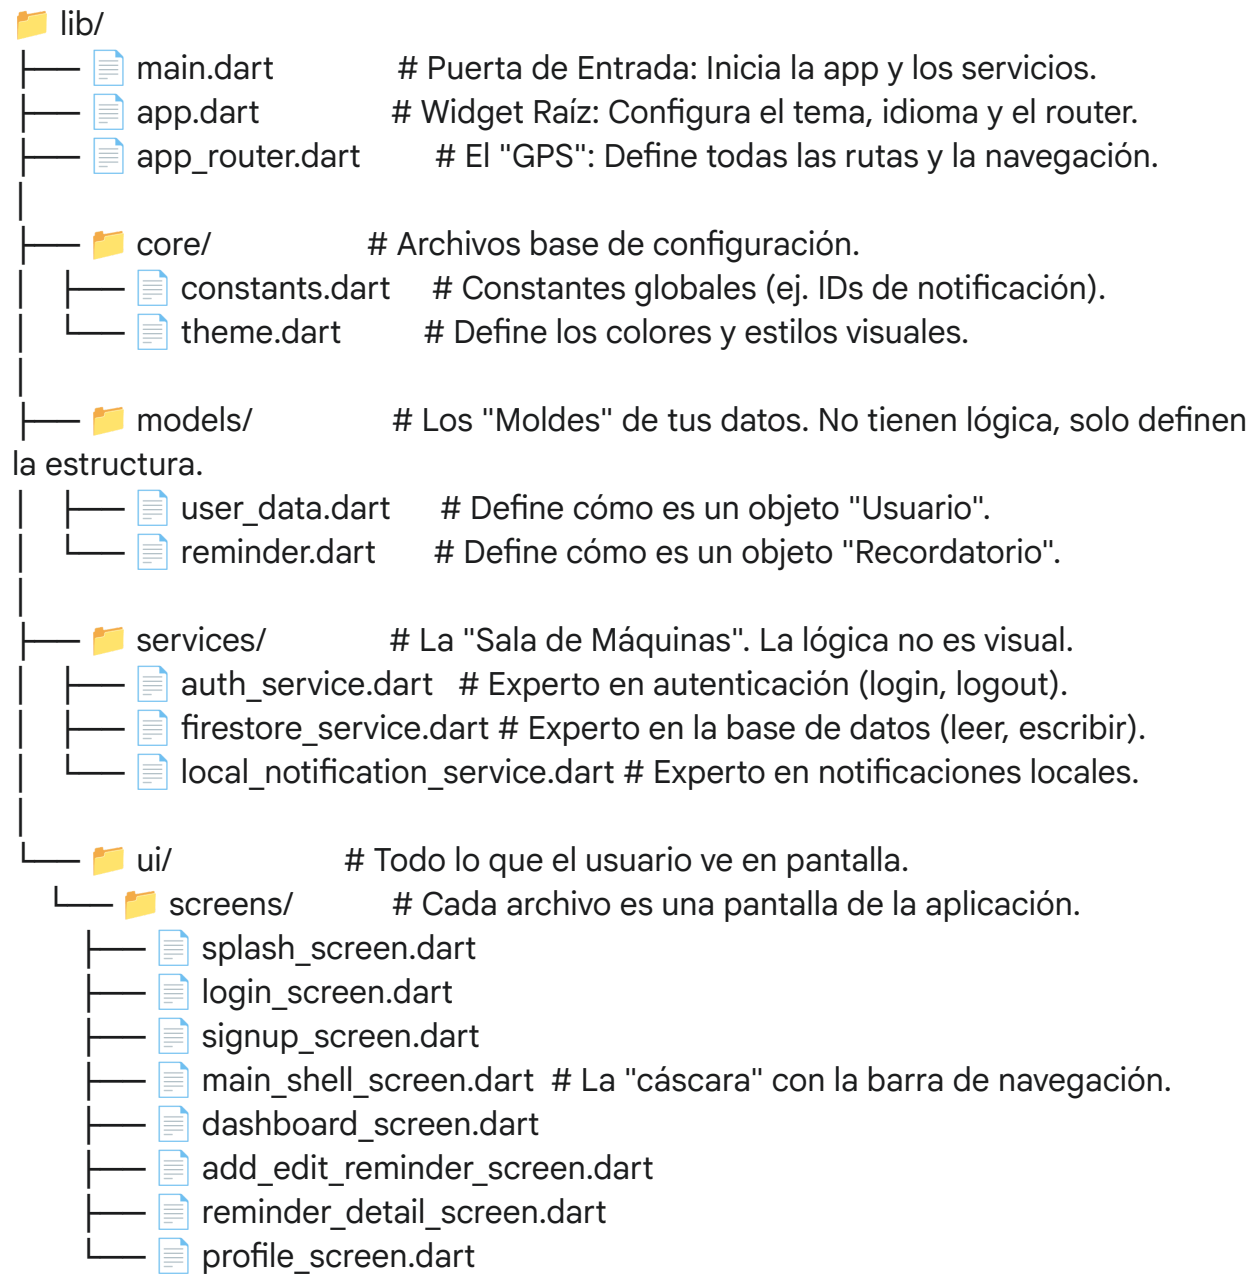 📁 lib/
├── 📄 main.dart # Puerta de Entrada: Inicia la app y los servicios.
├── 📄 app.dart # Widget Raíz: Configura el tema, idioma y el router.
├── 📄 app_router.dart # El "GPS": Define todas las rutas y la navegación.
│
├── 📁 core/ # Archivos base de configuración.
│ ├── 📄 constants.dart # Constantes globales (ej. IDs de notificación).
│ └── 📄 theme.dart # Define los colores y estilos visuales.
│
├── 📁 models/ # Los "Moldes" de tus datos. No tienen lógica, solo definen
la estructura.
│ ├── 📄 user_data.dart # Define cómo es un objeto "Usuario".
│ └── 📄 reminder.dart # Define cómo es un objeto "Recordatorio".
│
├── 📁 services/ # La "Sala de Máquinas". La lógica no es visual.
│ ├── 📄 auth_service.dart # Experto en autenticación (login, logout).
│ ├── 📄 firestore_service.dart # Experto en la base de datos (leer, escribir).
│ └── 📄 local_notification_service.dart # Experto en notificaciones locales.
│
└── 📁 ui/ # Todo lo que el usuario ve en pantalla.
└── 📁 screens/ # Cada archivo es una pantalla de la aplicación.
├── 📄 splash_screen.dart
├── 📄 login_screen.dart
├── 📄 signup_screen.dart
├── 📄 main_shell_screen.dart # La "cáscara" con la barra de navegación.
├── 📄 dashboard_screen.dart
├── 📄 add_edit_reminder_screen.dart
├── 📄 reminder_detail_screen.dart
└── 📄 profile_screen.dart